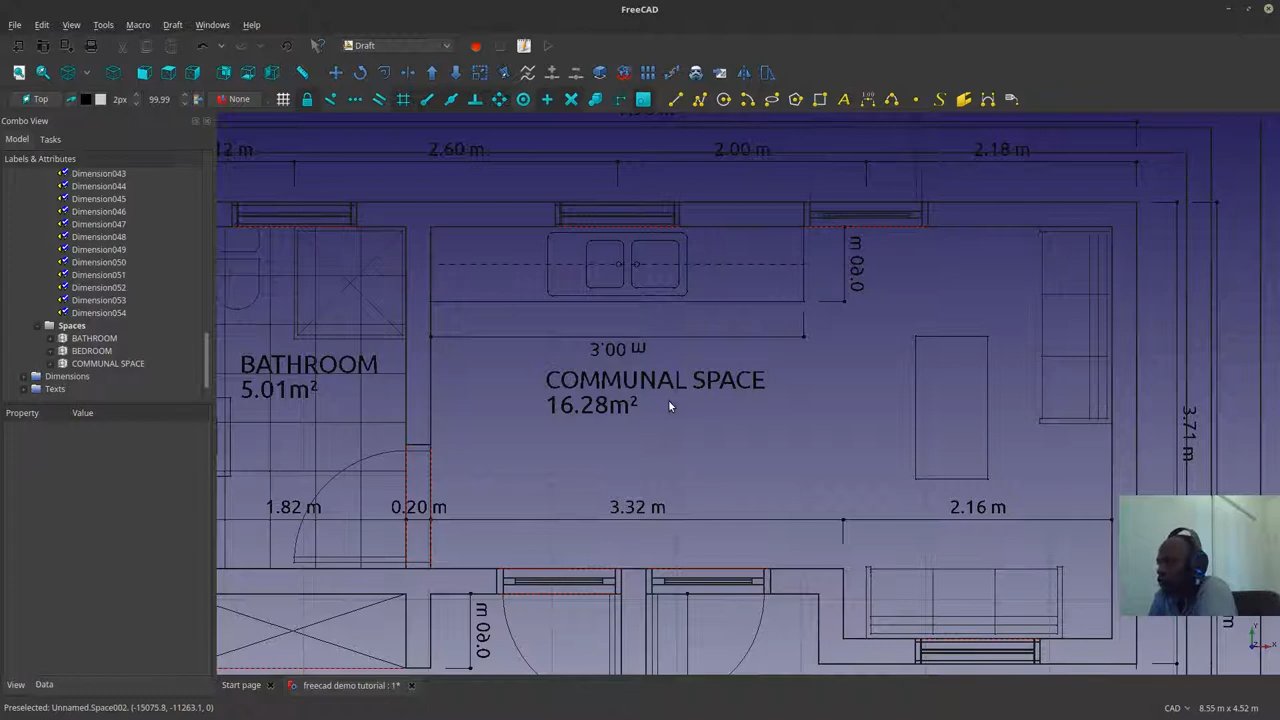 FreeCAD
File Edit View Tools Macro Draft Windows Help
Draft
Top 2px 99.99 None
Combo View
Model Tasks
Labels & Attributes
Dimension043
Dimension044
Dimension045
Dimension046
Dimension047
Dimension048
Dimension049
Dimension050
Dimension051
Dimension052
Dimension053
Dimension054
Spaces
BATHROOM
BEDROOM
COMMUNAL SPACE
Dimensions
Texts
Property Value
View Data
2.60 m 2.00 m 2.18 m
0.60 m
3.00 m
BATHROOM
5.01m²
COMMUNAL SPACE
16.28m²
3.71 m
1.82 m 0.20 m 3.32 m 2.16 m
0.60 m
Start page freecad demo tutorial : 1*
Preselected: Unnamed.Space002. (-15075.8, -11263.1, 0)
CAD 8.55 m x 4.52 m